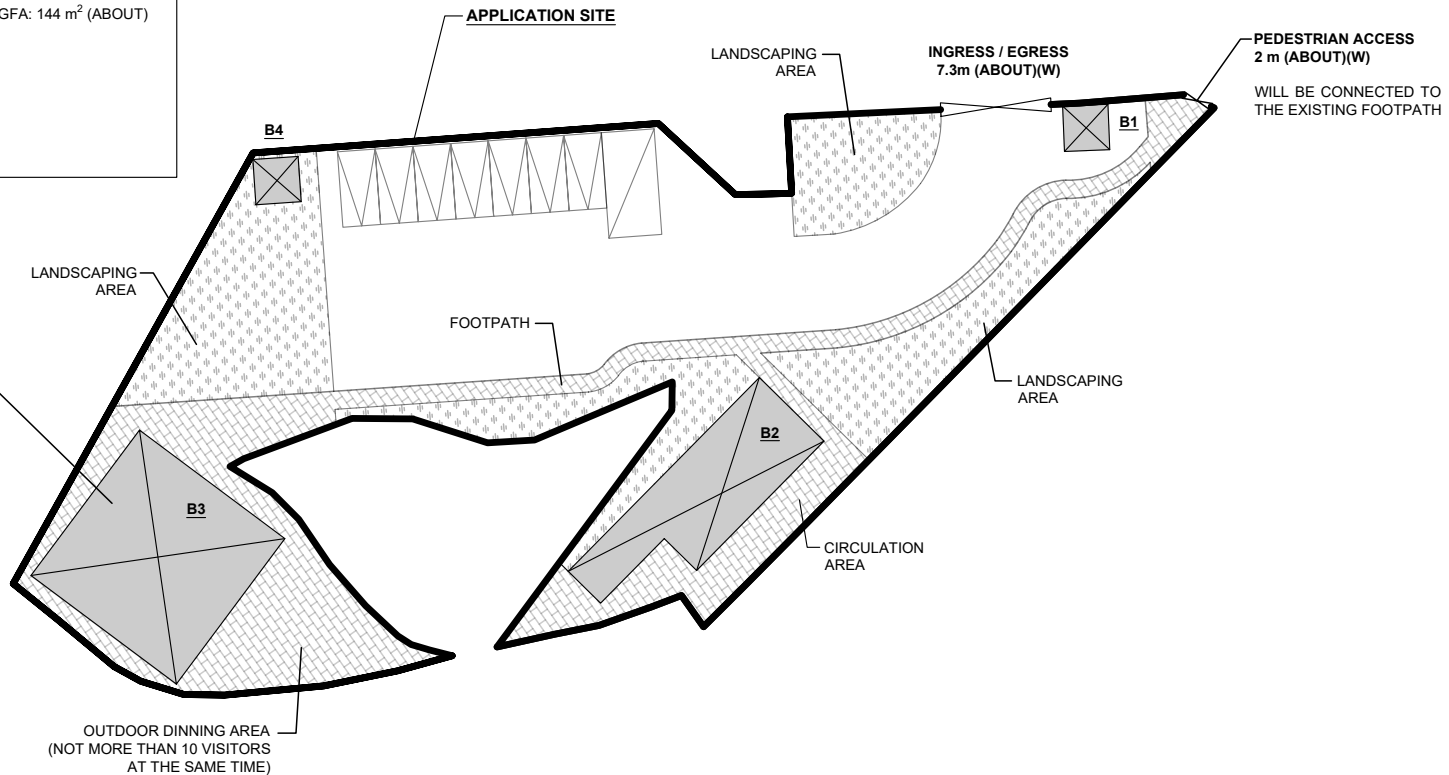 GFA: 144 m² (ABOUT)
APPLICATION SITE
LANDSCAPING
AREA
INGRESS / EGRESS
7.3m (ABOUT)(W)
PEDESTRIAN ACCESS
2 m (ABOUT)(W)
WILL BE CONNECTED TO
THE EXISTING FOOTPATH
B4
B1
LANDSCAPING
AREA
FOOTPATH
LANDSCAPING
AREA
B2
B3
CIRCULATION
AREA
OUTDOOR DINNING AREA
(NOT MORE THAN 10 VISITORS
AT THE SAME TIME)